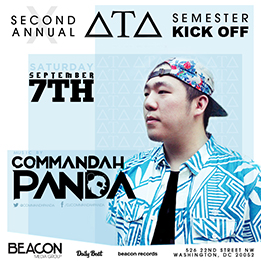 SECOND
ANNUAL
ΔΤΔ
SEMESTER
KICK OFF
SATURDAY
SEPTEMBER
7TH
COMMANDAH
PANDA
BEACON
MEDIA GROUP
Daily Beat
beacon records
526 22ND STREET NW
WASHINGTON, DC 20052